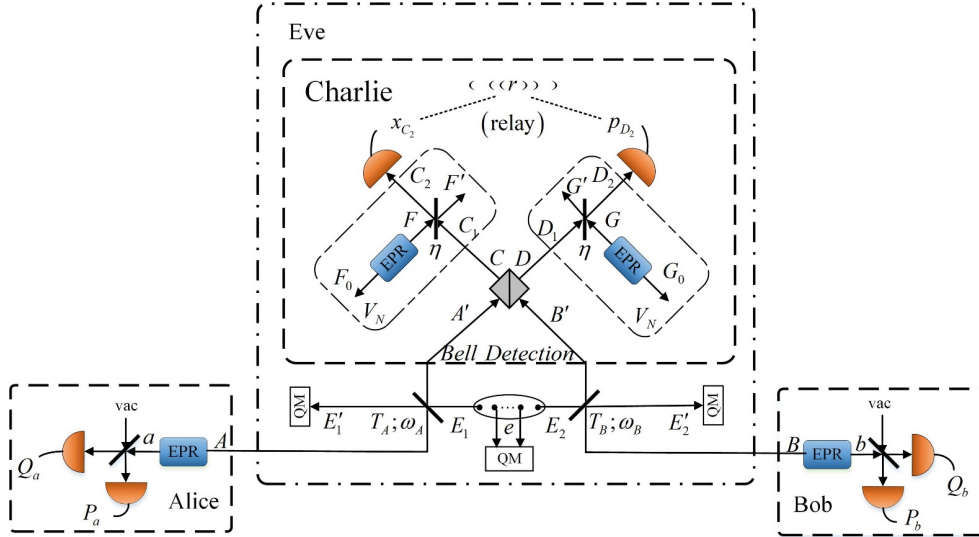 Eve
Charlie
‹ ‹‹r›› ›
(relay)
x_{C_2}
p_{D_2}
C_2
F'
G'
D_2
F
C_1
D_1
G
EPR
η
η
EPR
F_0
C
D
G_0
V_N
V_N
A'
B'
Bell Detection
QM
E'_1
T_A; ω_A
E_1
e
E_2
T_B; ω_B
E'_2
QM
QM
vac
a
EPR
A
Q_a
P_a
Alice
vac
B
EPR
b
Q_b
P_b
Bob